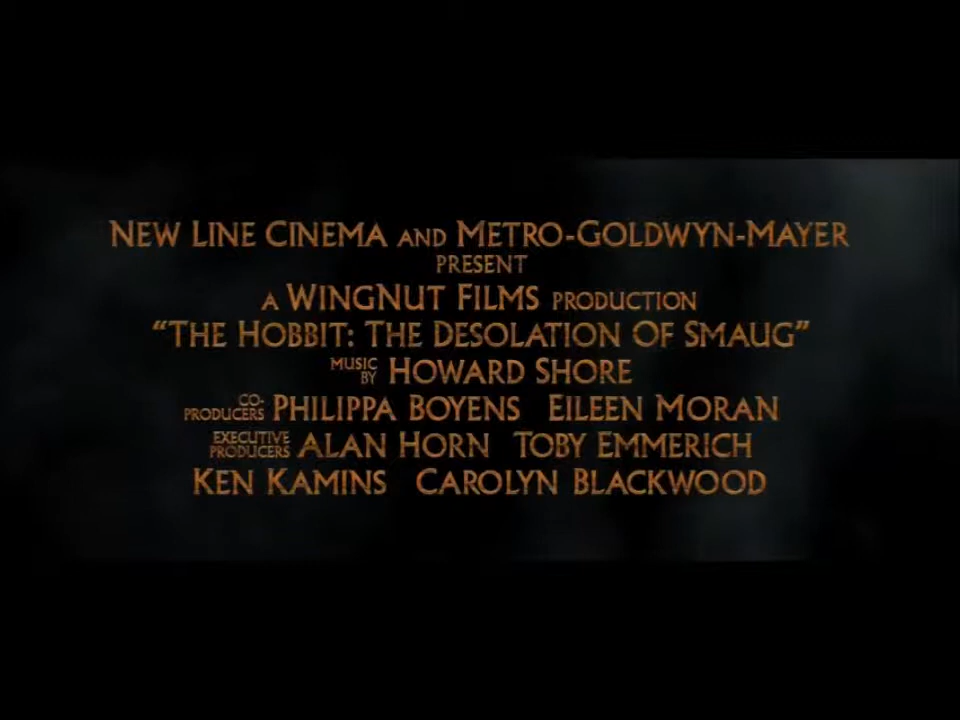 NEW LINE CINEMA AND METRO-GOLDWYN-MAYER
PRESENT
A WINGNUT FILMS PRODUCTION
“THE HOBBIT: THE DESOLATION OF SMAUG”
MUSIC BY HOWARD SHORE
CO-PRODUCERS PHILIPPA BOYENS EILEEN MORAN
EXECUTIVE PRODUCERS ALAN HORN TOBY EMMERICH
KEN KAMINS CAROLYN BLACKWOOD